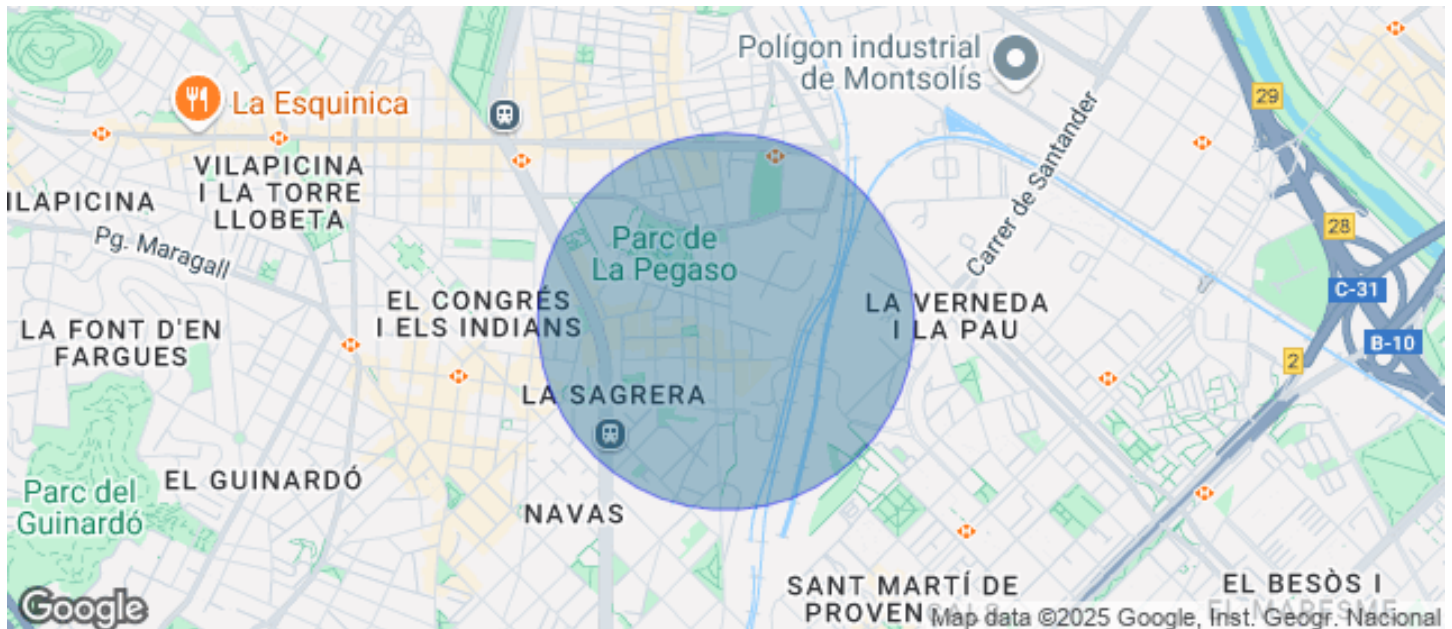 Polígon industrial
de Montsolís
La Esquinica
29
VILAPICINA
I LA TORRE
LLOBETA
ILAPICINA
Carrer de Santander
Pg. Maragall
Parc de
La Pegaso
28
C-31
EL CONGRÉS
I ELS INDIANS
LA VERNEDA
I LA PAU
LA FONT D'EN
FARGUES
B-10
2
LA SAGRERA
EL GUINARDÓ
Parc del
Guinardó
NAVAS
SANT MARTÍ DE
PROVENÇALS
EL BESÒS I
EL MARESME
Google
Map data ©2025 Google, Inst. Geogr. Nacional